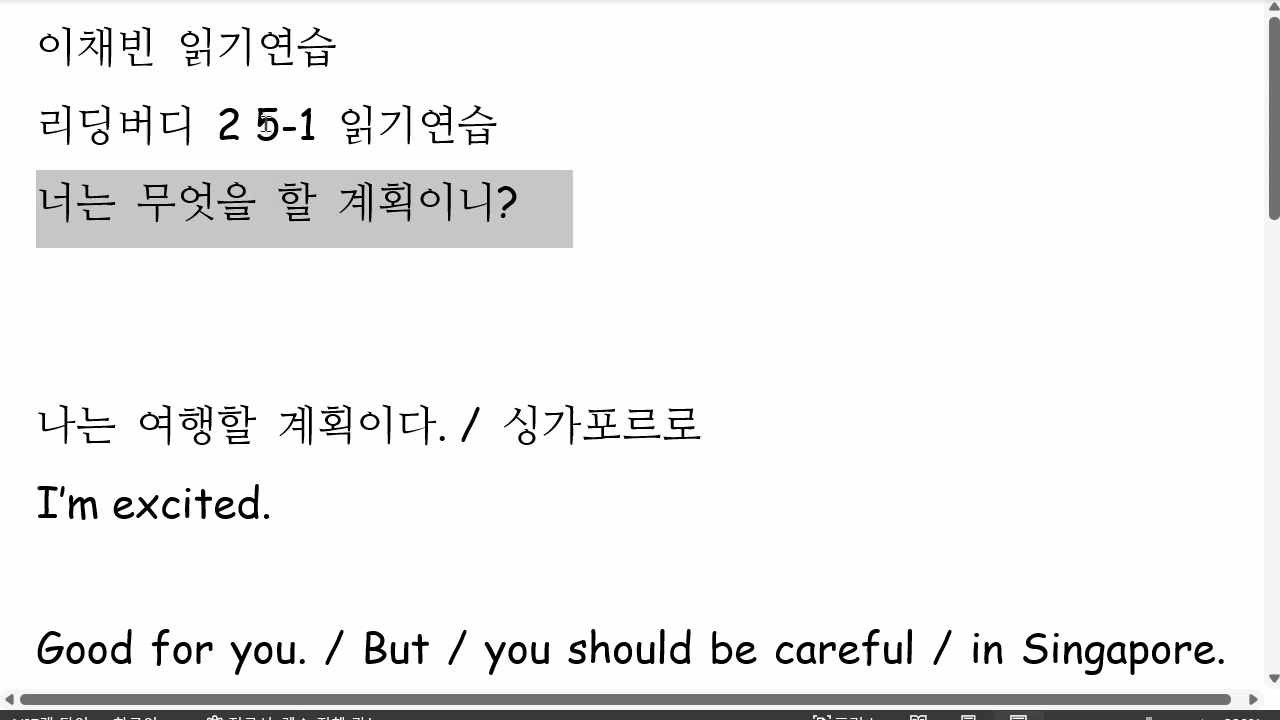 이채빈 읽기연습
리딩버디 2 5-1 읽기연습
너는 무엇을 할 계획이니?
나는 여행할 계획이다. / 싱가포르로
I’m excited.
Good for you. / But / you should be careful / in Singapore.